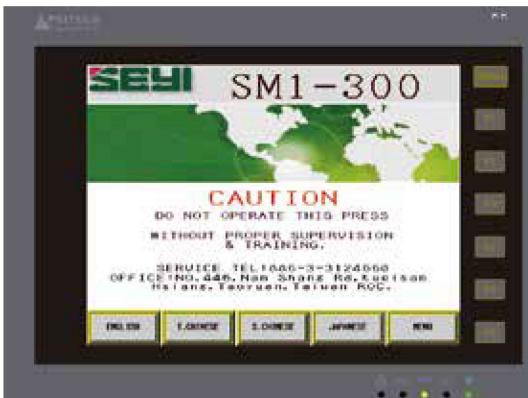 SEYI
SM1-300
CAUTION
DO NOT OPERATE THIS PRESS
WITHOUT PROPER SUPERVISION
& TRAINING.
SERVICE TEL:886-3-3124660
OFFICE:NO.446, Nan Shang Rd. Kueisan
Hsiang, Taoyuan, Taiwan ROC.
ENGLISH T.CHINESE S.CHINESE JAPANESE MENU